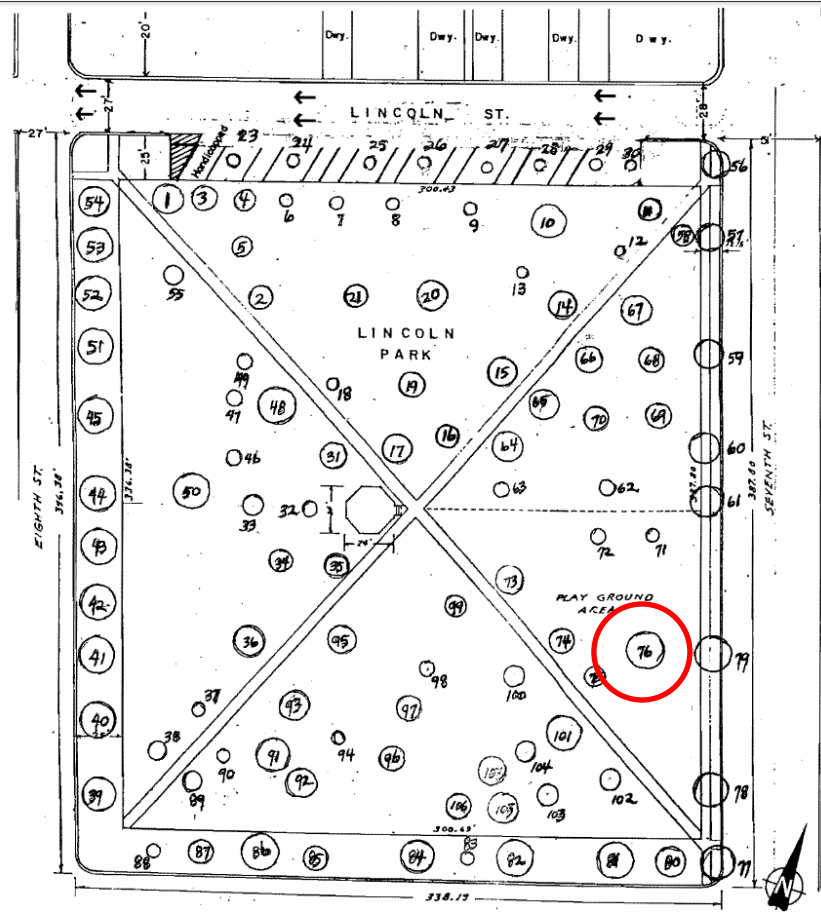 20'
Dwy. Dwy. Dwy. Dwy. Dwy.
27'
LINCOLN ST.
28'
27'
25'
Handicapped
23 24 25 26 27 28 29 30
56
300.43
54 1 3 4 6 7 8 9 10 11
53 5 12 58 57
55 13
52 2 21 20 14 67
LINCOLN
PARK
51 49 66 68 59
18 19 15
47 48 65 70 69
45 16
46 31 17 64 60
44 50 63 62 61
33 32
EIGHTH ST.
396.38'
376.38'
387.80
387.80
SEVENTH ST.
24'
43 34 35 72 71
73
PLAY GROUND
AREA
42 99
41 36 95 74 76 79
98 100
37 93 97
40 38 101
94 104
90 91 96
39 89 92 102 78
106 103 103
300.69'
88 87 86 85 84 83 82 81 80 77
338.19
N